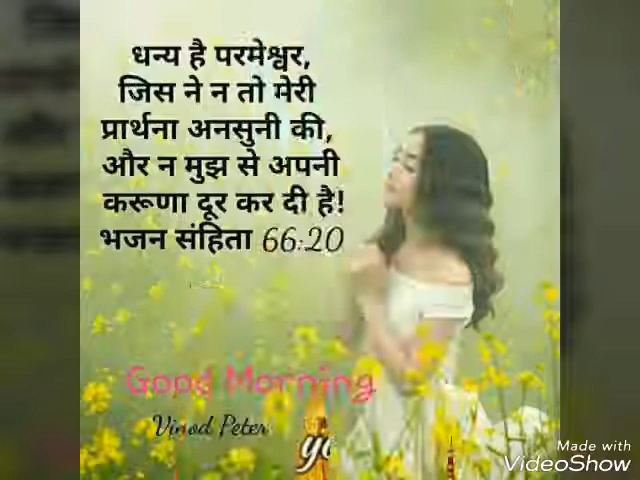 धन्य है परमेश्वर,
जिस ने न तो मेरी
प्रार्थना अनसुनी की,
और न मुझ से अपनी
करूणा दूर कर दी है!
भजन संहिता 66:20
Good Morning
Vinod Peter
Made with
VideoShow